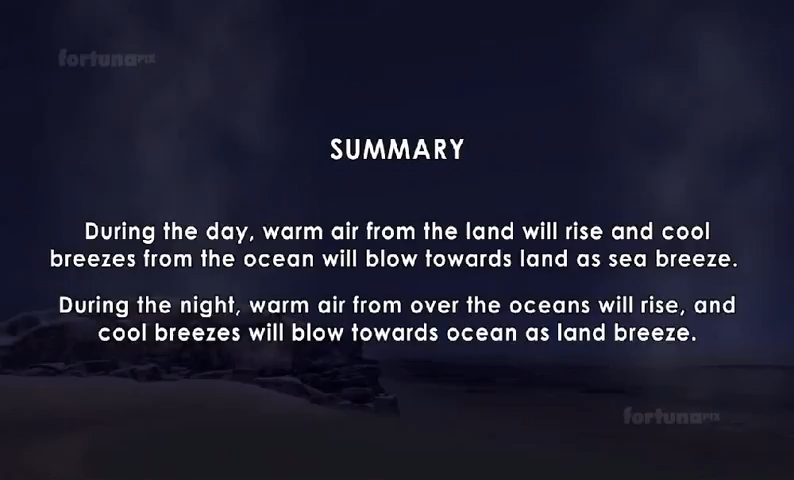 fortunaPIX
SUMMARY
During the day, warm air from the land will rise and cool
breezes from the ocean will blow towards land as sea breeze.
During the night, warm air from over the oceans will rise, and
cool breezes will blow towards ocean as land breeze.
fortunaPIX